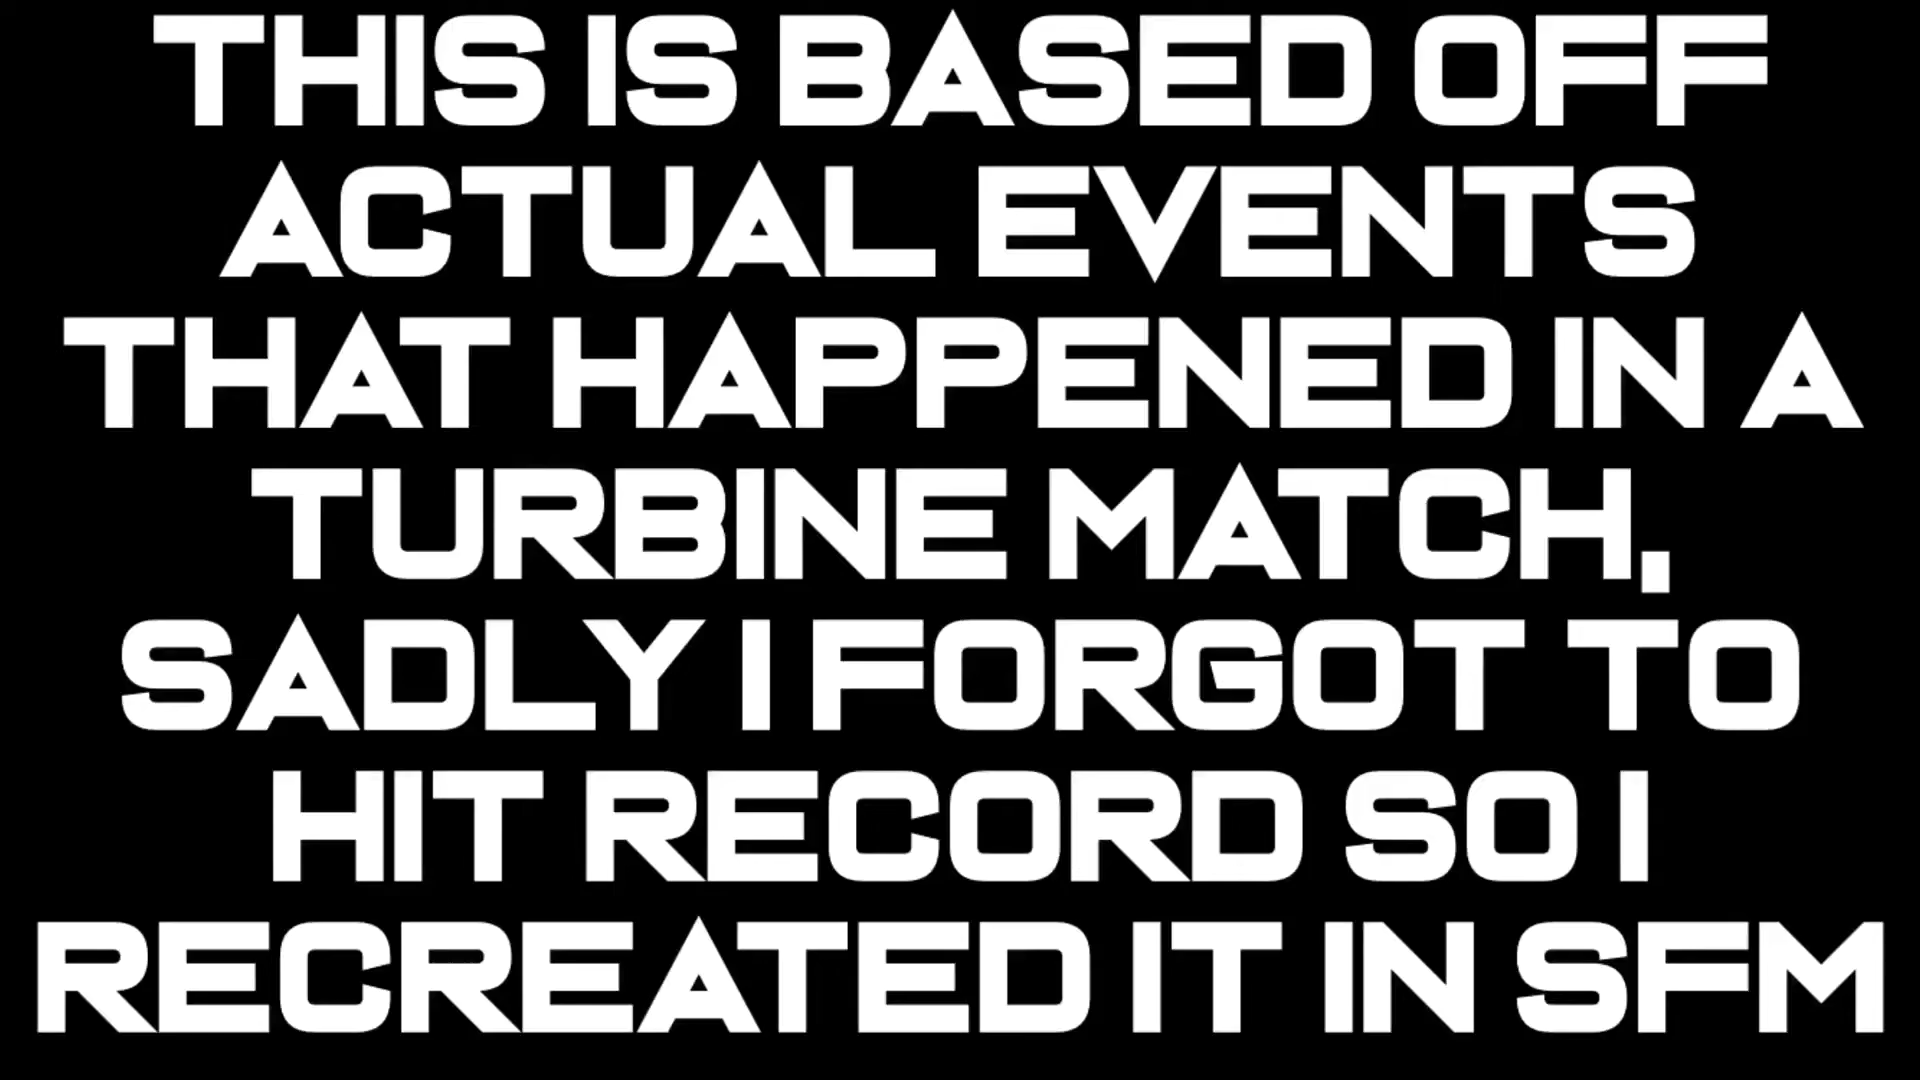 THIS IS BASED OFF
ACTUAL EVENTS
THAT HAPPENED IN A
TURBINE MATCH,
SADLY I FORGOT TO
HIT RECORD SO I
RECREATED IT IN SFM